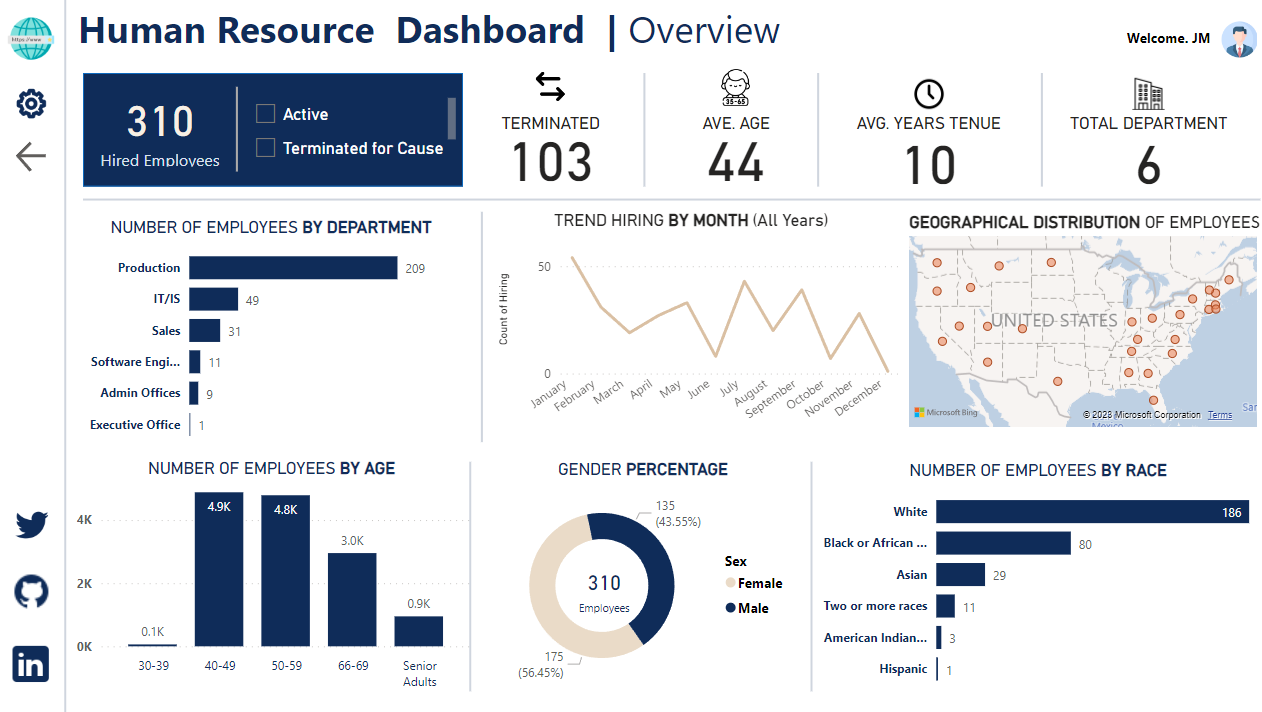 Human Resource Dashboard | Overview
Welcome. JM
https://www
310
Hired Employees
Active
Terminated for Cause
TERMINATED
103
35-65
AVE. AGE
44
AVG. YEARS TENUE
10
TOTAL DEPARTMENT
6
NUMBER OF EMPLOYEES BY DEPARTMENT
Production 209
IT/IS 49
Sales 31
Software Engi... 11
Admin Offices 9
Executive Office 1
TREND HIRING BY MONTH (All Years)
Count of Hiring
50
0
January
February
March
April
May
June
July
August
September
October
November
December
GEOGRAPHICAL DISTRIBUTION OF EMPLOYEES
UNITED STATES
Microsoft Bing
© 2023 Microsoft Corporation Terms
Sar
Mexico
NUMBER OF EMPLOYEES BY AGE
4K
2K
0K
4.9K
4.8K
3.0K
0.9K
0.1K
30-39
40-49
50-59
66-69
Senior
Adults
GENDER PERCENTAGE
135
(43.55%)
310
Employees
175
(56.45%)
Sex
Female
Male
NUMBER OF EMPLOYEES BY RACE
White 186
Black or African ... 80
Asian 29
Two or more races 11
American Indian... 3
Hispanic 1
in